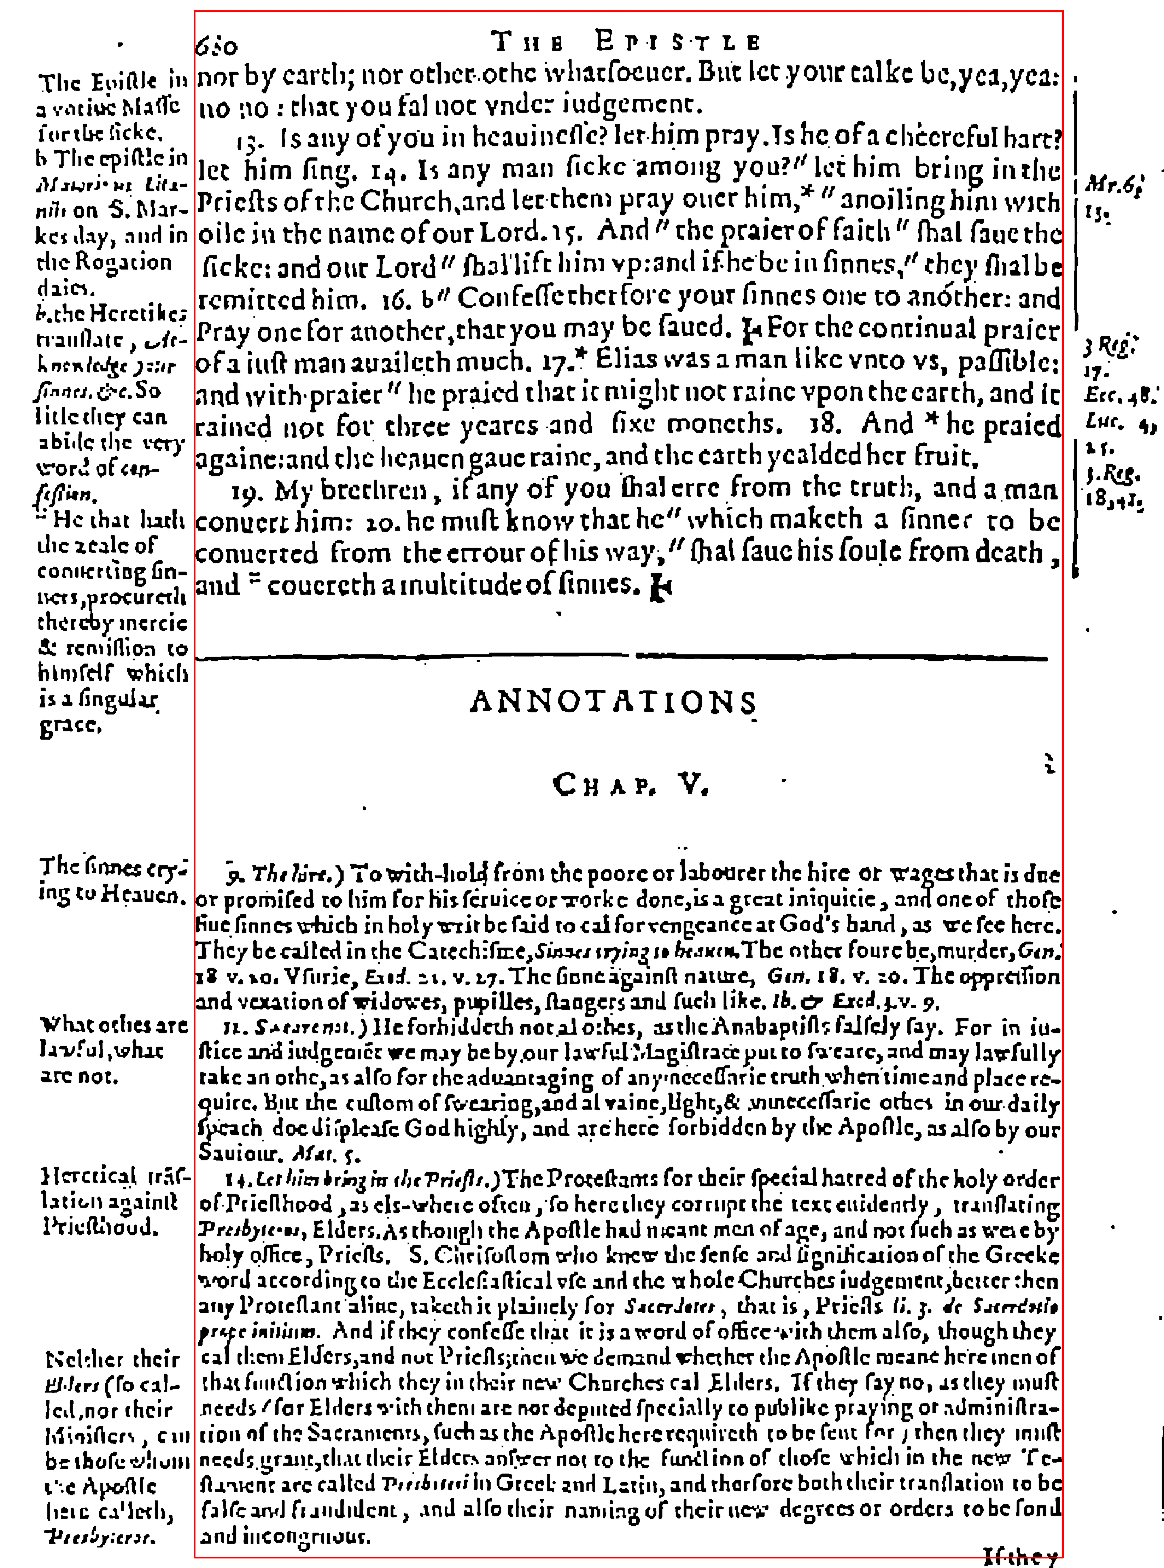 650 THE EPISTLE
nor by earth; nor other othe whatsoeuer. But let your talke be, yea, yea:
no no: that you fal not vnder iudgement.
13. Is any of you in heauinesse? let him pray. Is he of a cheereful hart?
let him sing. 14. Is any man sicke among you? " let him bring in the
Priests of the Church, and let them pray ouer him,* " anoiling him with
oile in the name of our Lord. 15. And " the praier of faith " shal saue the
sicke: and our Lord " shal lift him vp: and if he be in sinnes, " they shal be
remitted him. 16. b " Confesse therfore your sinnes one to another: and
Pray one for another, that you may be saued. For the continual praier
of a iust man auaileth much. 17.* Elias was a man like vnto vs, passible:
and with praier " he praied that it might not raine vpon the earth, and it
rained not for three yeares and sixe moneths. 18. And * he praied
againe: and the heauen gaue raine, and the earth yealded her fruit.
19. My brethren, if any of you shal erre from the truth, and a man
conuert him: 20. he must know that he " which maketh a sinner to be
conuerted from the errour of his way, " shal saue his soule from death,
and = couereth a multitude of sinnes.
The Epistle in
a votiue Masse
for the sicke.
b The epistle in
Maioribus Lita-
niis on S. Mar-
kes day, and in
the Rogation
daies.
b. the Heretikes
translate, Ac-
knowledge your
sinnes. &c. So
litle they can
abide the very
word of con-
fession.
= He that hath
the zeale of
conuerting sin-
ners, procureth
thereby mercie
& remission to
himself which
is a singular
grace.
Mr. 6,
13.
3 Reg.
17.
Ecc. 48.
Luc. 4,
25.
3. Reg.
18, 41.
ANNOTATIONS
CHAP. V.
The sinnes cry-
ing to Heauen.
9. The hire.) To with-hold from the poore or labourer the hire or wages that is due
or promised to him for his seruice or worke done, is a great iniquitie, and one of those
fiue sinnes which in holy writ be said to cal for vengeance at God's hand, as we see here.
They be called in the Catechisme, Sinnes crying to heauen. The other foure be, murder, Gen.
18 v. 20. Vsurie, Exod. 22. v. 27. The sinne against nature, Gen. 18. v. 20. The oppression
and vexation of widowes, pupilles, stangers and such like. Ib. & Exod. 3. v. 9.
What othes are
lawful, what
are not.
12. Sweare not.) He forbiddeth not al othes, as the Anabaptists falsely say. For in iu-
stice and iudgemēt we may be by our lawful Magistrate put to sweare, and may lawfully
take an othe, as also for the aduantaging of any necessarie truth when time and place re-
quire. But the custom of swearing, and al vaine, light, & vnnecessarie othes in our daily
speach doe displease God highly, and are here forbidden by the Apostle, as also by our
Sauiour. Mat. 5.
Heretical trās-
lation against
Priesthood.
14. Let him bring in the Priests.) The Protestants for their special hatred of the holy order
of Priesthood, as els-where often, so here they corrupt the text euidently, translating
Presbyteros, Elders. As though the Apostle had meant men of age, and not such as were by
holy office, Priests. S. Chrisostom who knew the sense and signification of the Greeke
word according to the Ecclesiastical vse and the whole Churches iudgement, better then
any Protestant aliue, taketh it plainely for Sacerdotes, that is, Priests li. 3. de Sacerdotio
prope initium. And if they confesse that it is a word of office with them also, though they
cal them Elders, and not Priests; then we demand whether the Apostle meane here men of
that function which they in their new Churches cal Elders. If they say no, as they must
needs (for Elders with them are not deputed specially to publike praying or administra-
tion of the Sacraments, such as the Apostle here requireth to be sent for) then they must
needs grant, that their Elders answer not to the function of those which in the new Te-
stament are called Presbiteri in Greek and Latin, and therfore both their translation to be
false and fraudulent, and also their naming of their new degrees or orders to be fond
and incongruous.
Neither their
Elders (so cal-
led, nor their
Ministers, can
be those whom
the Apostle
here calleth,
Presbyteros.
If they